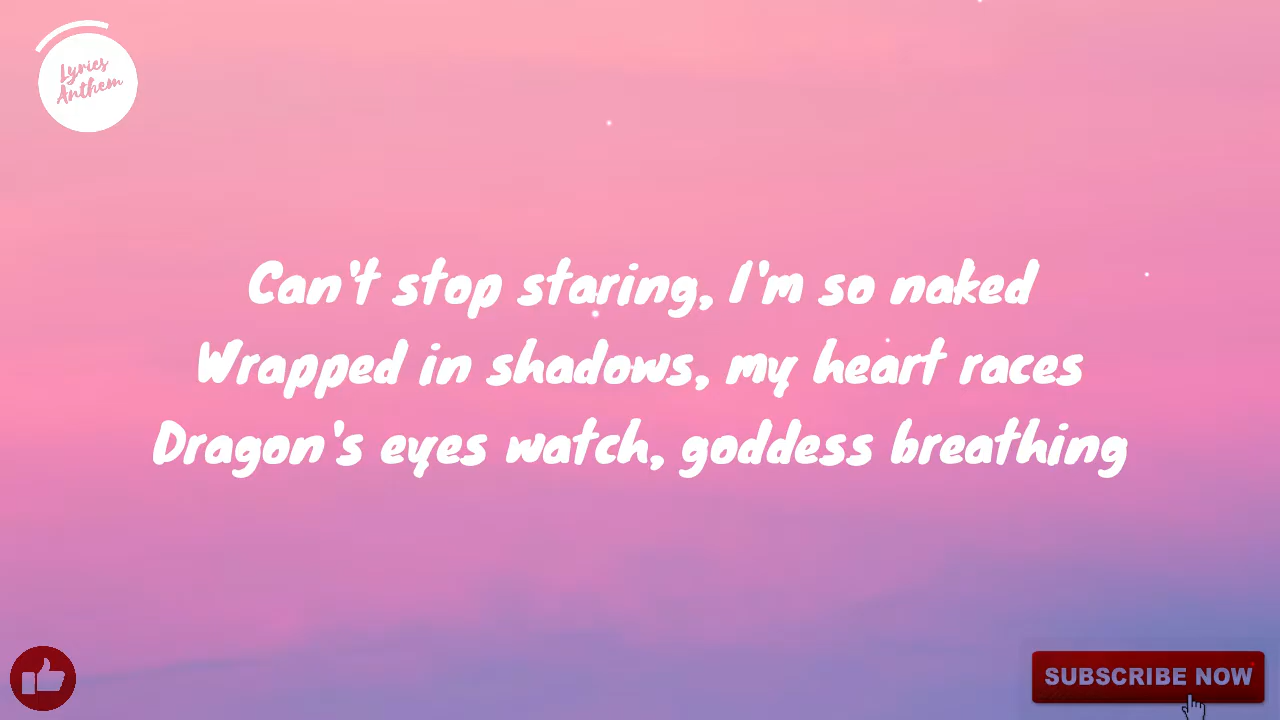 Lyrics
Anthem
Can't stop staring, I'm so naked
Wrapped in shadows, my heart races
Dragon's eyes watch, goddess breathing
SUBSCRIBE NOW